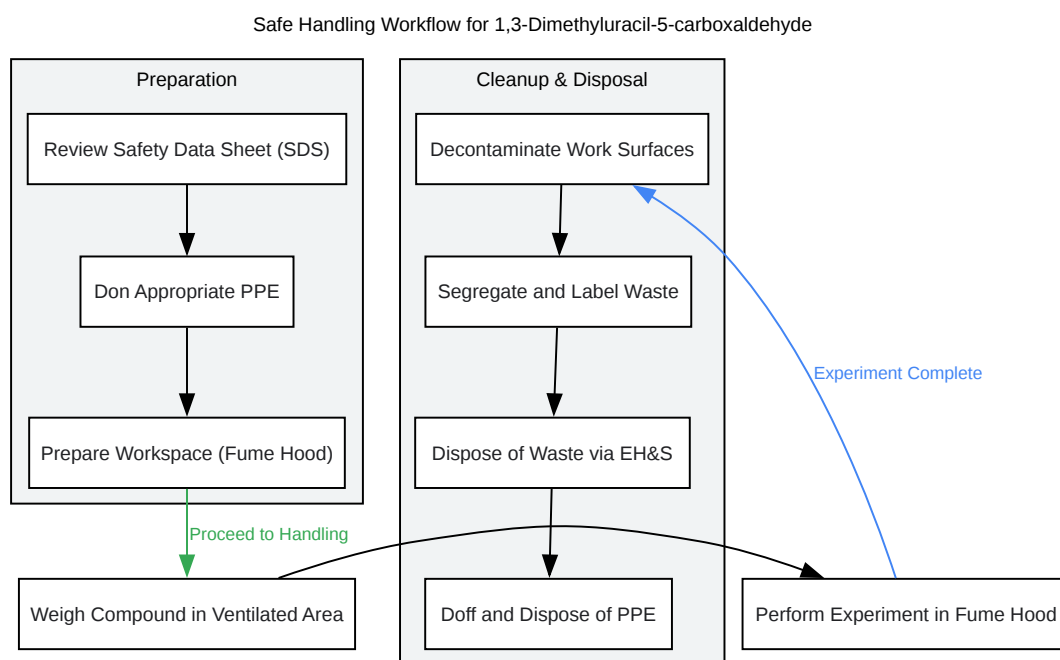 Safe Handling Workflow for 1,3-Dimethyluracil-5-carboxaldehyde
Preparation
Review Safety Data Sheet (SDS)
Don Appropriate PPE
Prepare Workspace (Fume Hood)
Proceed to Handling
Weigh Compound in Ventilated Area
Cleanup & Disposal
Decontaminate Work Surfaces
Segregate and Label Waste
Dispose of Waste via EH&S
Doff and Dispose of PPE
Experiment Complete
Perform Experiment in Fume Hood